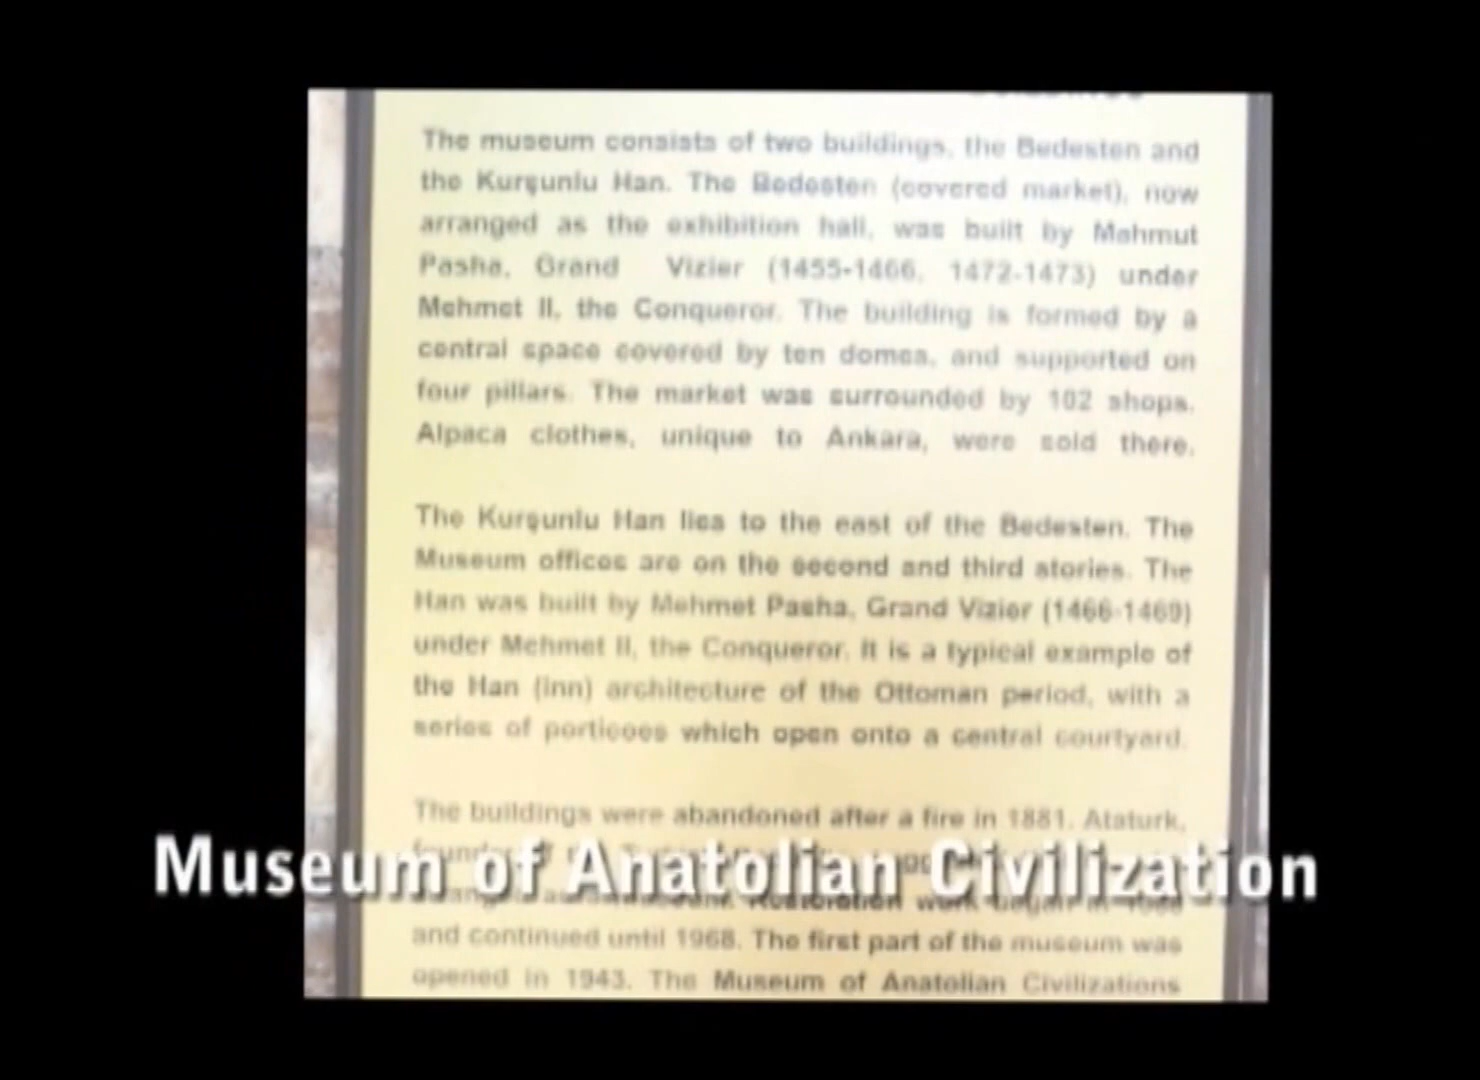 The museum consists of two buildings, the Bedesten and
the Kurşunlu Han. The Bedesten (covered market), now
arranged as the exhibition hall, was built by Mahmut
Pasha, Grand Vizier (1455-1466, 1472-1473) under
Mehmet II, the Conqueror. The building is formed by a
central space covered by ten domes, and supported on
four pillars. The market was surrounded by 102 shops.
Alpaca clothes, unique to Ankara, were sold there.
The Kurşunlu Han lies to the east of the Bedesten. The
Museum offices are on the second and third stories. The
Han was built by Mehmet Pasha, Grand Vizier (1466-1469)
under Mehmet II, the Conqueror. It is a typical example of
the Han (inn) architecture of the Ottoman period, with a
series of porticoes which open onto a central courtyard.
The buildings were abandoned after a fire in 1881. Ataturk,
Museum of Anatolian Civilization
Restoration work began in
and continued until 1968. The first part of the museum was
opened in 1943. The Museum of Anatolian Civilizations